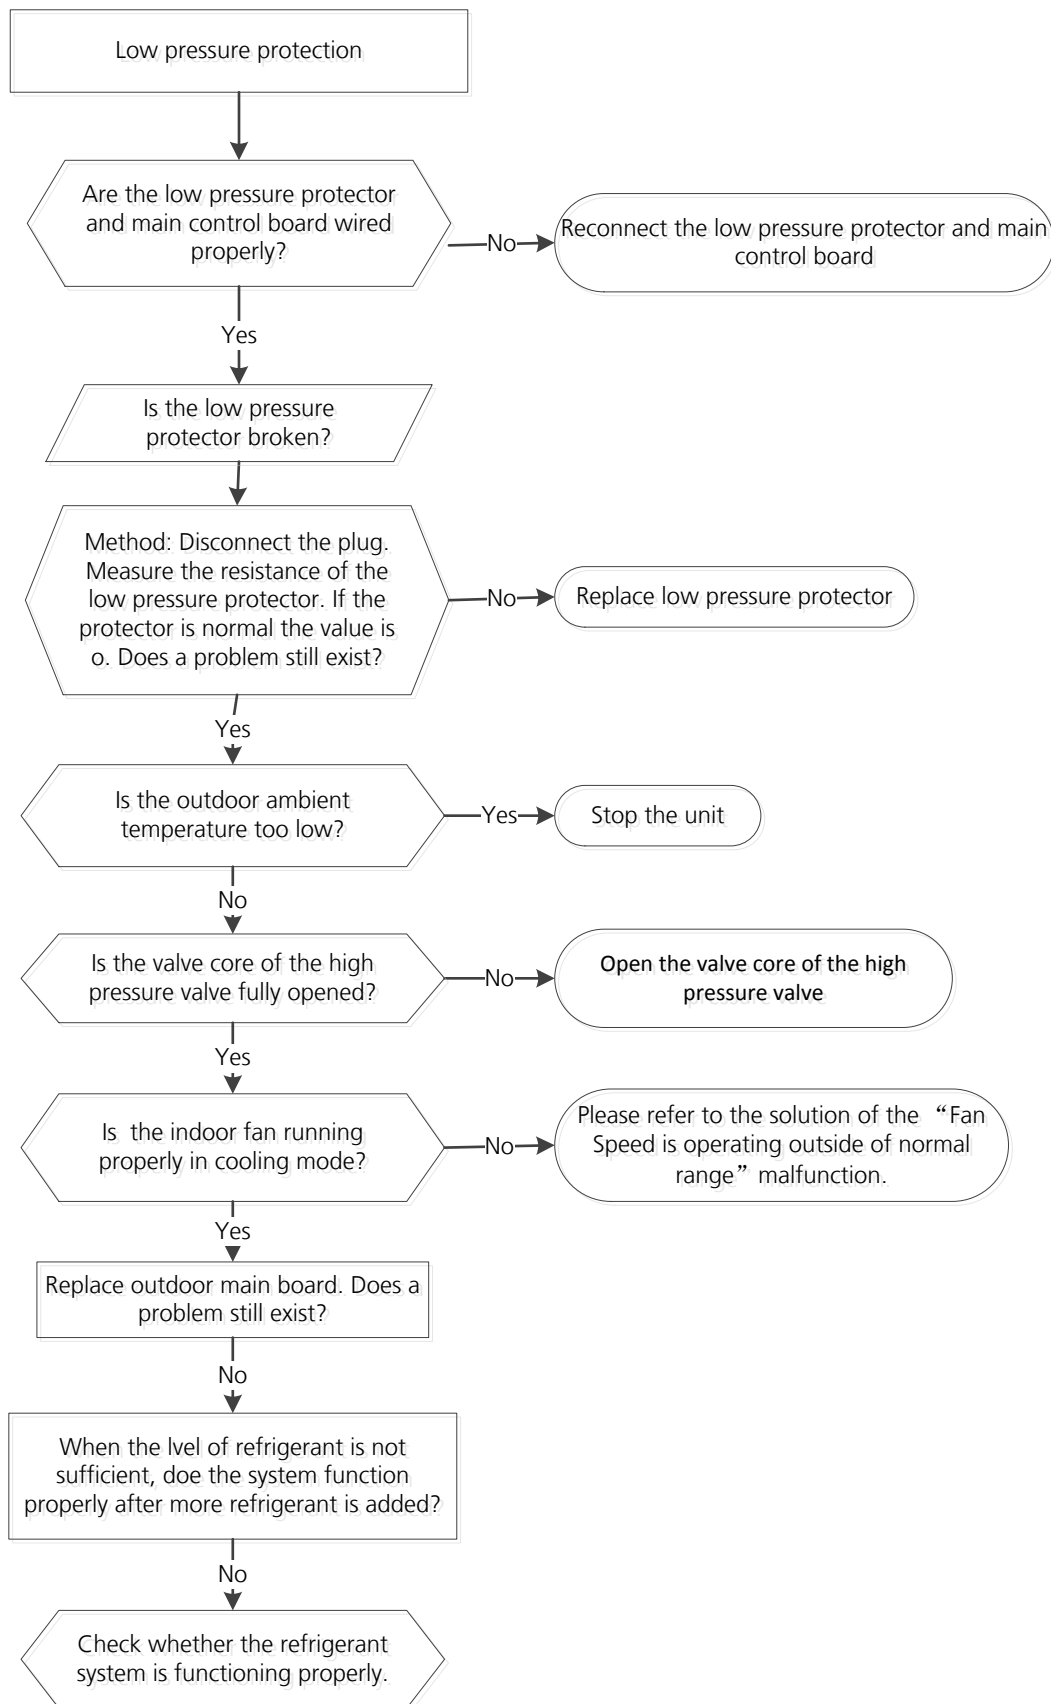 Low pressure protection
Are the low pressure protector
and main control board wired
properly?
No
Reconnect the low pressure protector and main
control board
Yes
Is the low pressure
protector broken?
Method: Disconnect the plug.
Measure the resistance of the
low pressure protector. If the
protector is normal the value is
o. Does a problem still exist?
No
Replace low pressure protector
Yes
Is the outdoor ambient
temperature too low?
Yes
Stop the unit
No
Is the valve core of the high
pressure valve fully opened?
No
Open the valve core of the high
pressure valve
Yes
Is the indoor fan running
properly in cooling mode?
No
Please refer to the solution of the “Fan
Speed is operating outside of normal
range” malfunction.
Yes
Replace outdoor main board. Does a
problem still exist?
No
When the lvel of refrigerant is not
sufficient, doe the system function
properly after more refrigerant is added?
No
Check whether the refrigerant
system is functioning properly.